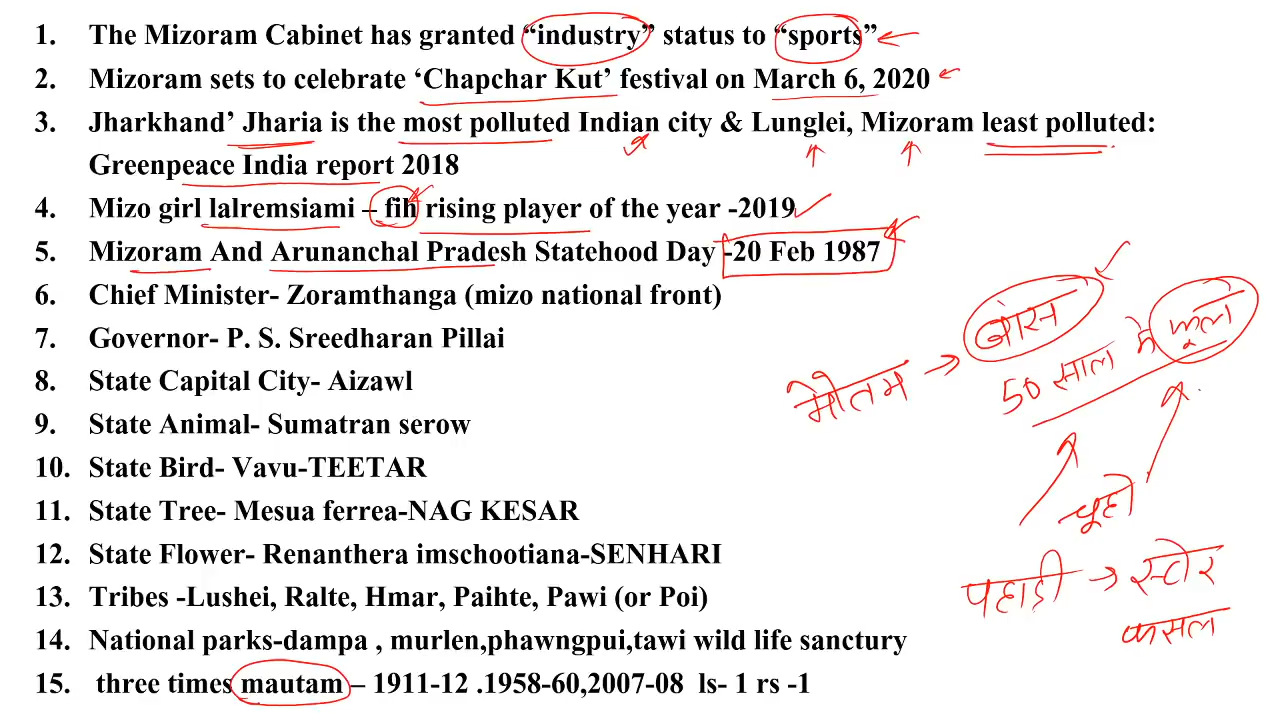 1. The Mizoram Cabinet has granted “industry” status to “sports”
2. Mizoram sets to celebrate ‘Chapchar Kut’ festival on March 6, 2020
3. Jharkhand’ Jharia is the most polluted Indian city & Lunglei, Mizoram least polluted:
Greenpeace India report 2018
4. Mizo girl lalremsiami – fih rising player of the year -2019
5. Mizoram And Arunanchal Pradesh Statehood Day -20 Feb 1987
6. Chief Minister- Zoramthanga (mizo national front)
7. Governor- P. S. Sreedharan Pillai
8. State Capital City- Aizawl
9. State Animal- Sumatran serow
10. State Bird- Vavu-TEETAR
11. State Tree- Mesua ferrea-NAG KESAR
12. State Flower- Renanthera imschootiana-SENHARI
13. Tribes -Lushei, Ralte, Hmar, Paihte, Pawi (or Poi)
14. National parks-dampa , murlen,phawngpui,tawi wild life sanctury
15. three times mautam – 1911-12 .1958-60,2007-08 ls- 1 rs -1
मौतम → बांस
50 साल मे फूल
चूहो
पहाडी → स्टोर
फसल